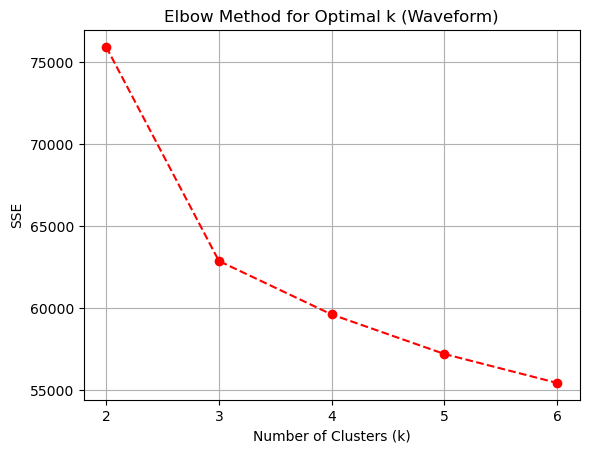 Elbow Method for Optimal k (Waveform)
SSE
75000
70000
65000
60000
55000
2 3 4 5 6
Number of Clusters (k)